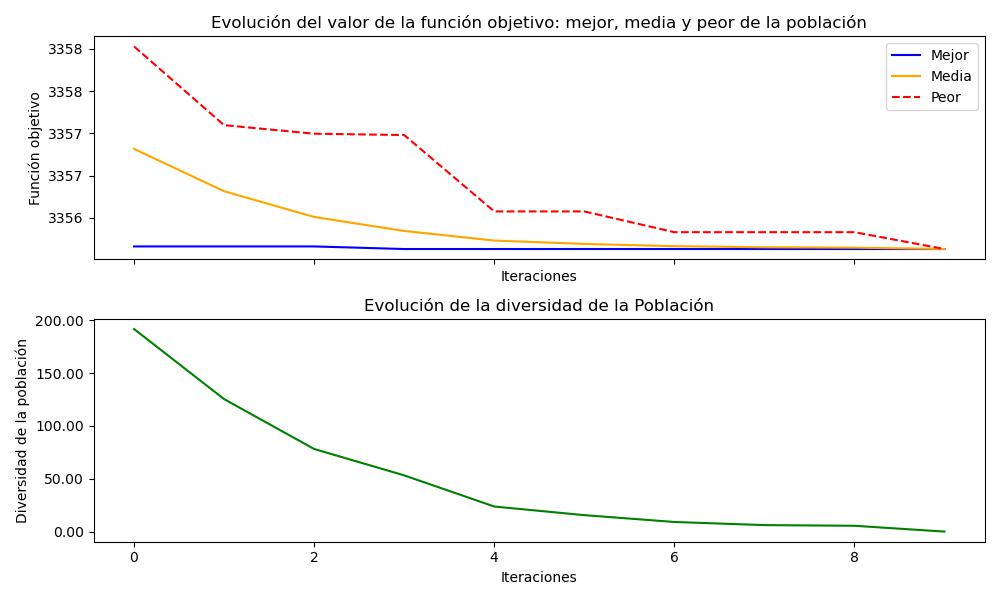 Evolución del valor de la función objetivo: mejor, media y peor de la población
3358
3358
3357
3357
3356
Función objetivo
Mejor
Media
Peor
Iteraciones
Evolución de la diversidad de la Población
200.00
150.00
100.00
50.00
0.00
Diversidad de la población
0 2 4 6 8
Iteraciones